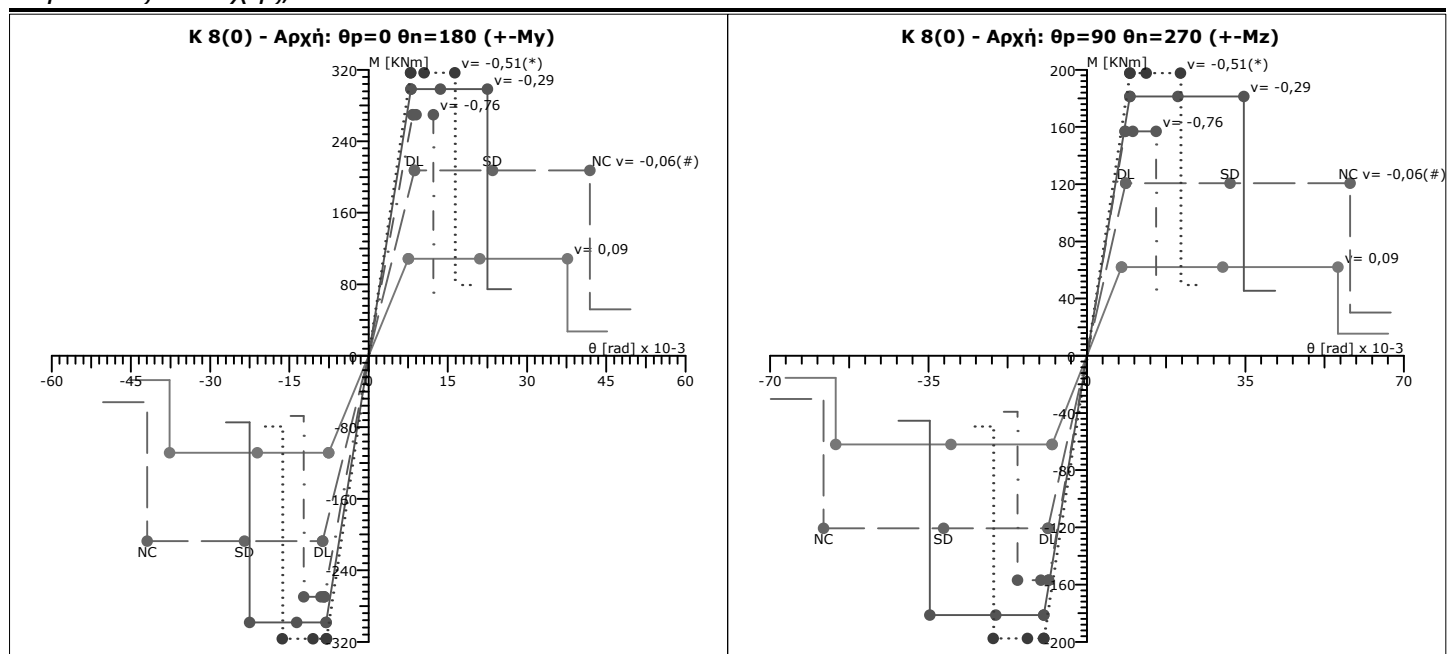 K 8(0) - Αρχή: θp=0 θn=180 (+-My)
M [KNm]
v= -0,51(*)
v= -0,29
v= -0,76
DL
SD
NC v= -0,06(#)
v= 0,09
θ [rad] x 10-3
320
240
160
80
0
-60
-45
-30
-15
0
15
30
45
60
-80
-160
-240
-320
NC
SD
DL
K 8(0) - Αρχή: θp=90 θn=270 (+-Mz)
M [KNm]
v= -0,51(*)
v= -0,29
v= -0,76
DL
SD
NC v= -0,06(#)
v= 0,09
θ [rad] x 10-3
200
160
120
80
40
0
-70
-35
0
35
70
-40
-80
-120
-160
-200
NC
SD
DL